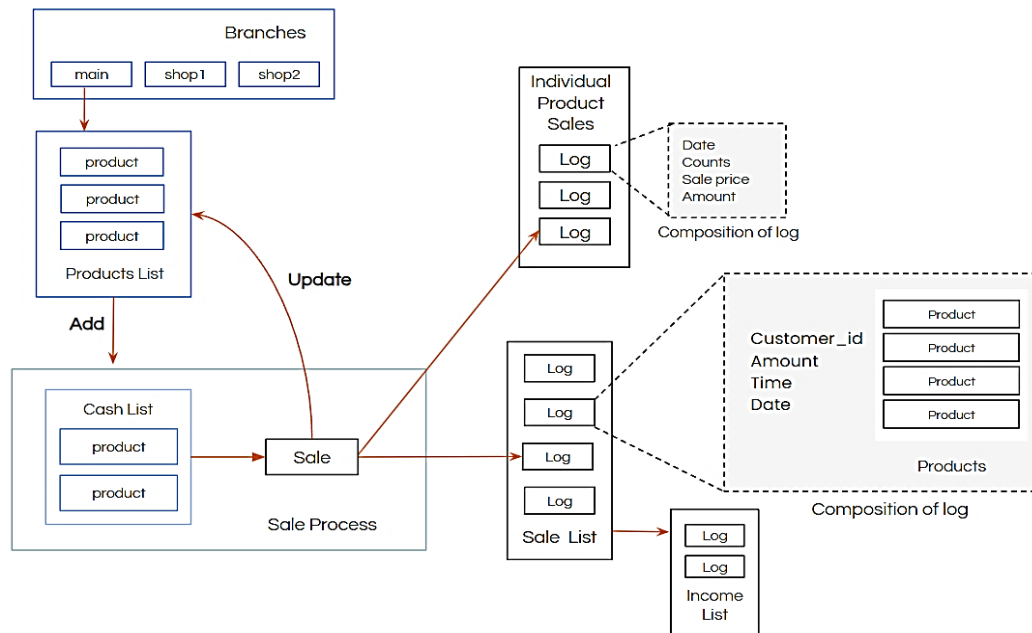 Branches
main
shop1
shop2
product
product
product
Products List
Add
Update
Cash List
product
product
Sale
Sale Process
Individual
Product
Sales
Log
Log
Log
Date
Counts
Sale price
Amount
Composition of log
Log
Log
Log
Log
Sale List
Customer_id
Amount
Time
Date
Product
Product
Product
Product
Products
Composition of log
Log
Log
Income
List